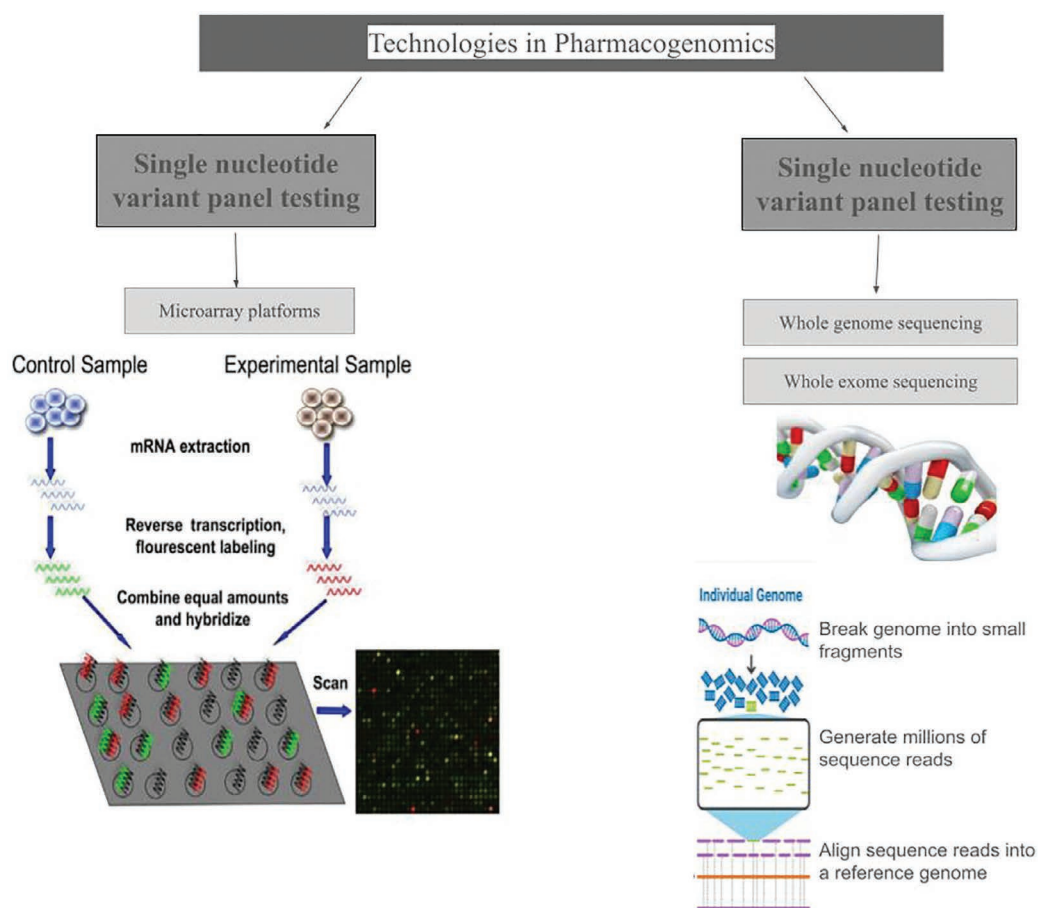 Technologies in Pharmacogenomics
Single nucleotide
variant panel testing
Microarray platforms
Control Sample
Experimental Sample
mRNA extraction
Reverse transcription,
flourescent labeling
Combine equal amounts
and hybridize
Scan
Single nucleotide
variant panel testing
Whole genome sequencing
Whole exome sequencing
Individual Genome
Break genome into small
fragments
Generate millions of
sequence reads
Align sequence reads into
a reference genome